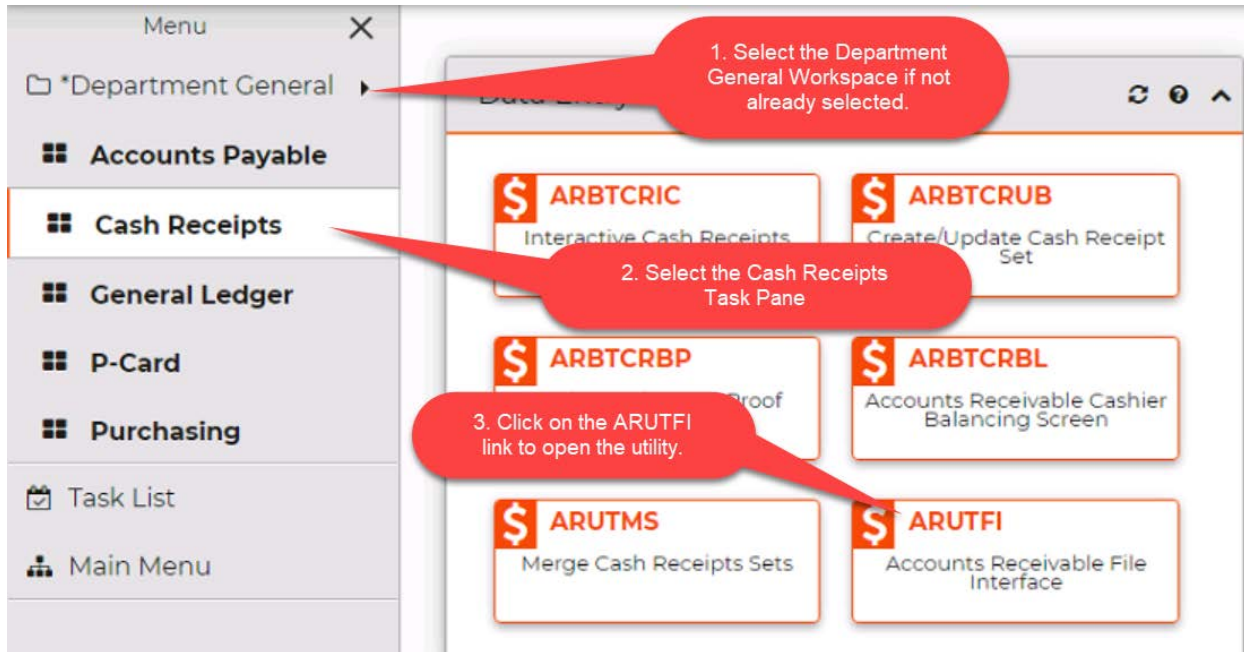 Menu
*Department General
Accounts Payable
Cash Receipts
General Ledger
P-Card
Purchasing
Task List
Main Menu
1. Select the Department
General Workspace if not
already selected.
ARBTCRIC
Interactive Cash Receipts
ARBTCRUB
Create/Update Cash Receipt
Set
2. Select the Cash Receipts
Task Pane
ARBTCRBP
Proof
ARBTCRBL
Accounts Receivable Cashier
Balancing Screen
3. Click on the ARUTFI
link to open the utility.
ARUTMS
Merge Cash Receipts Sets
ARUTFI
Accounts Receivable File
Interface